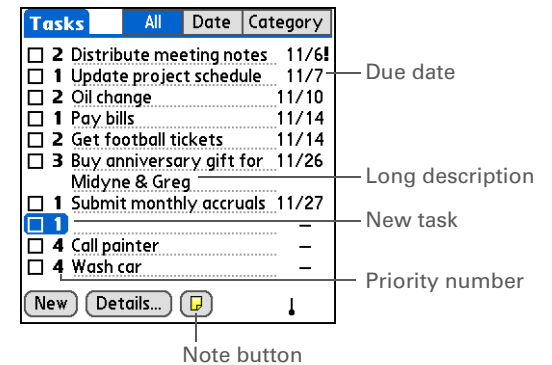 Tasks All Date Category
2 Distribute meeting notes 11/6!
1 Update project schedule 11/7
Due date
2 Oil change 11/10
1 Pay bills 11/14
2 Get football tickets 11/14
3 Buy anniversary gift for 11/26
Midyne & Greg
Long description
1 Submit monthly accruals 11/27
1 –
New task
4 Call painter –
4 Wash car –
Priority number
New Details...
Note button